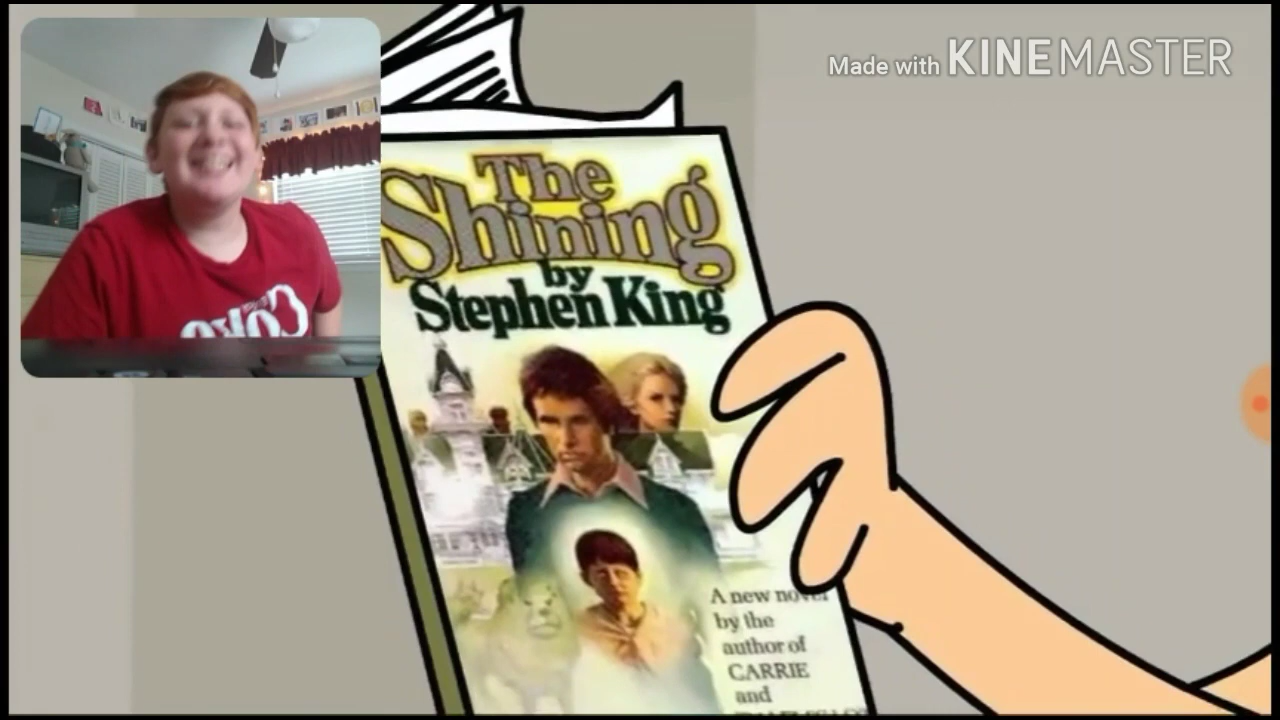 Made with KINEMASTER
The
Shining
by
Stephen King
A new novel
by the
author of
CARRIE
and